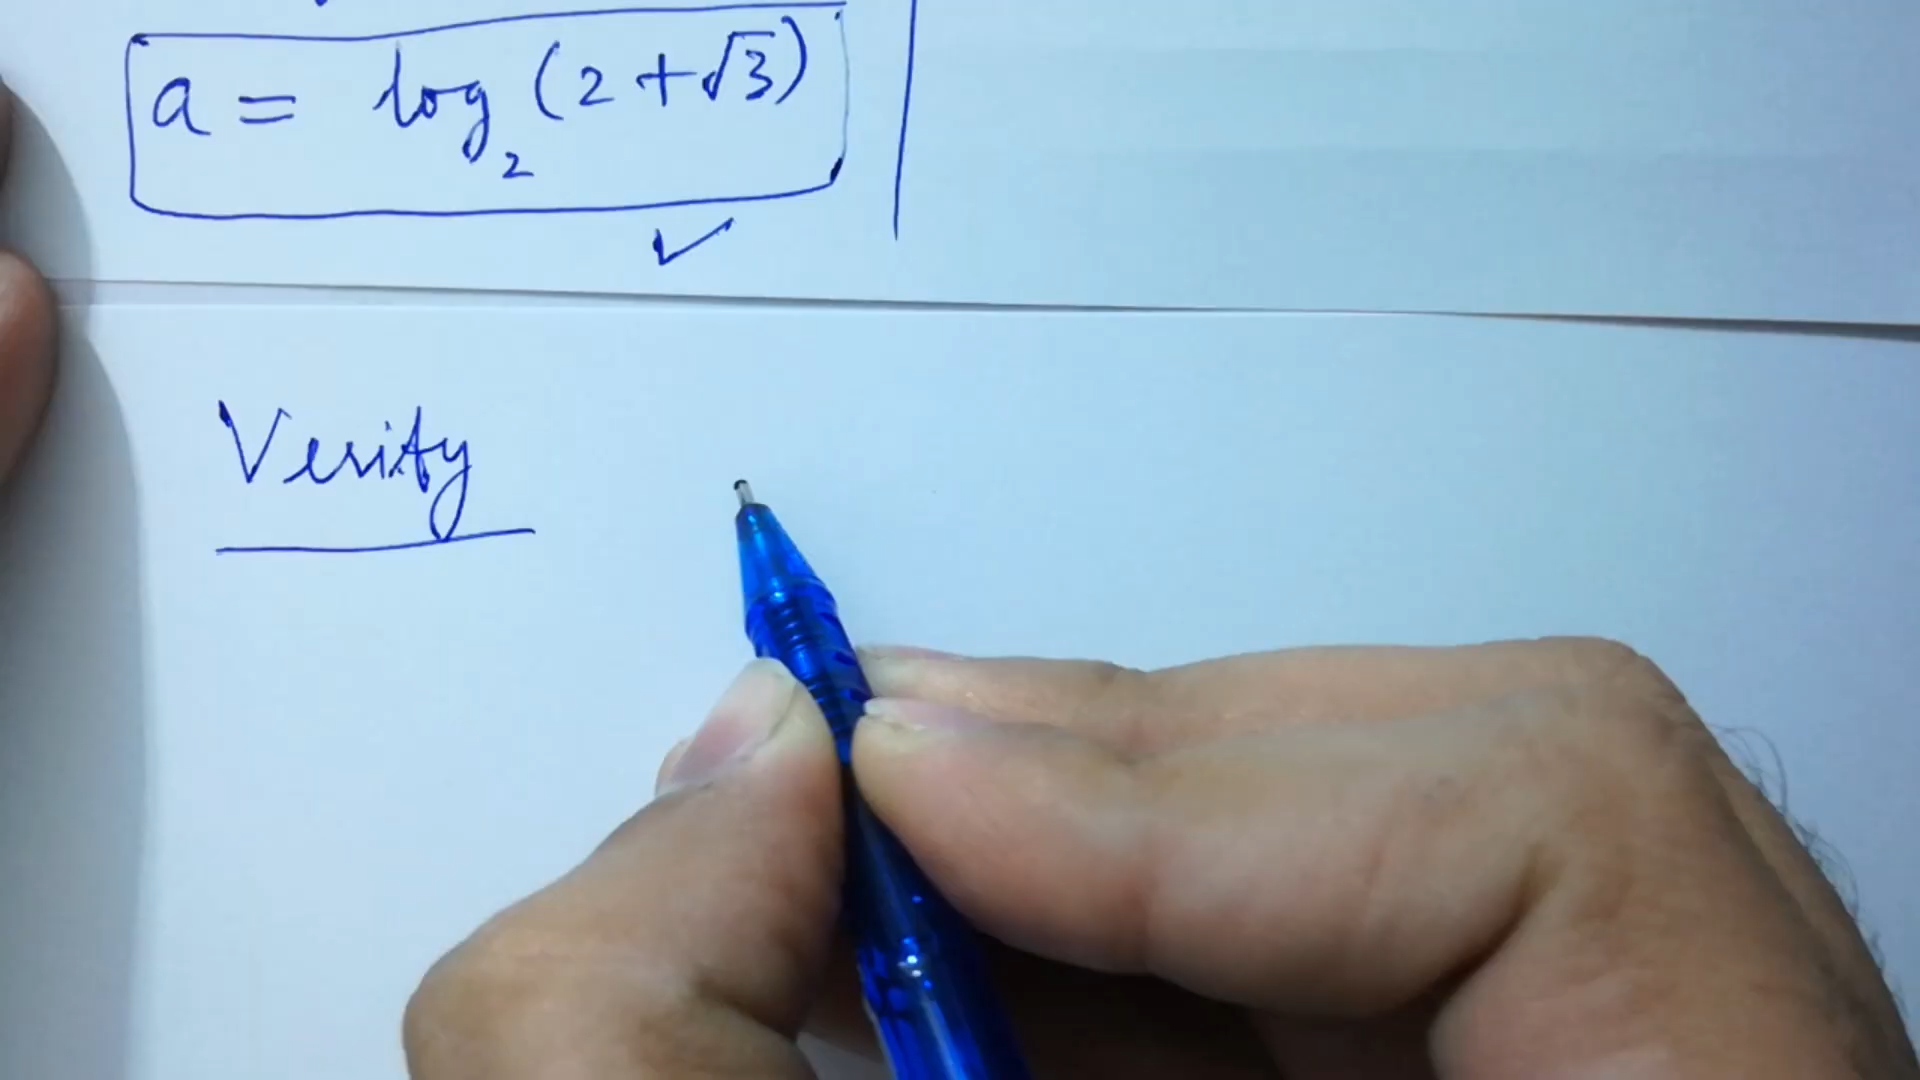 a = log₂ (2 + √3)
✓
Verify